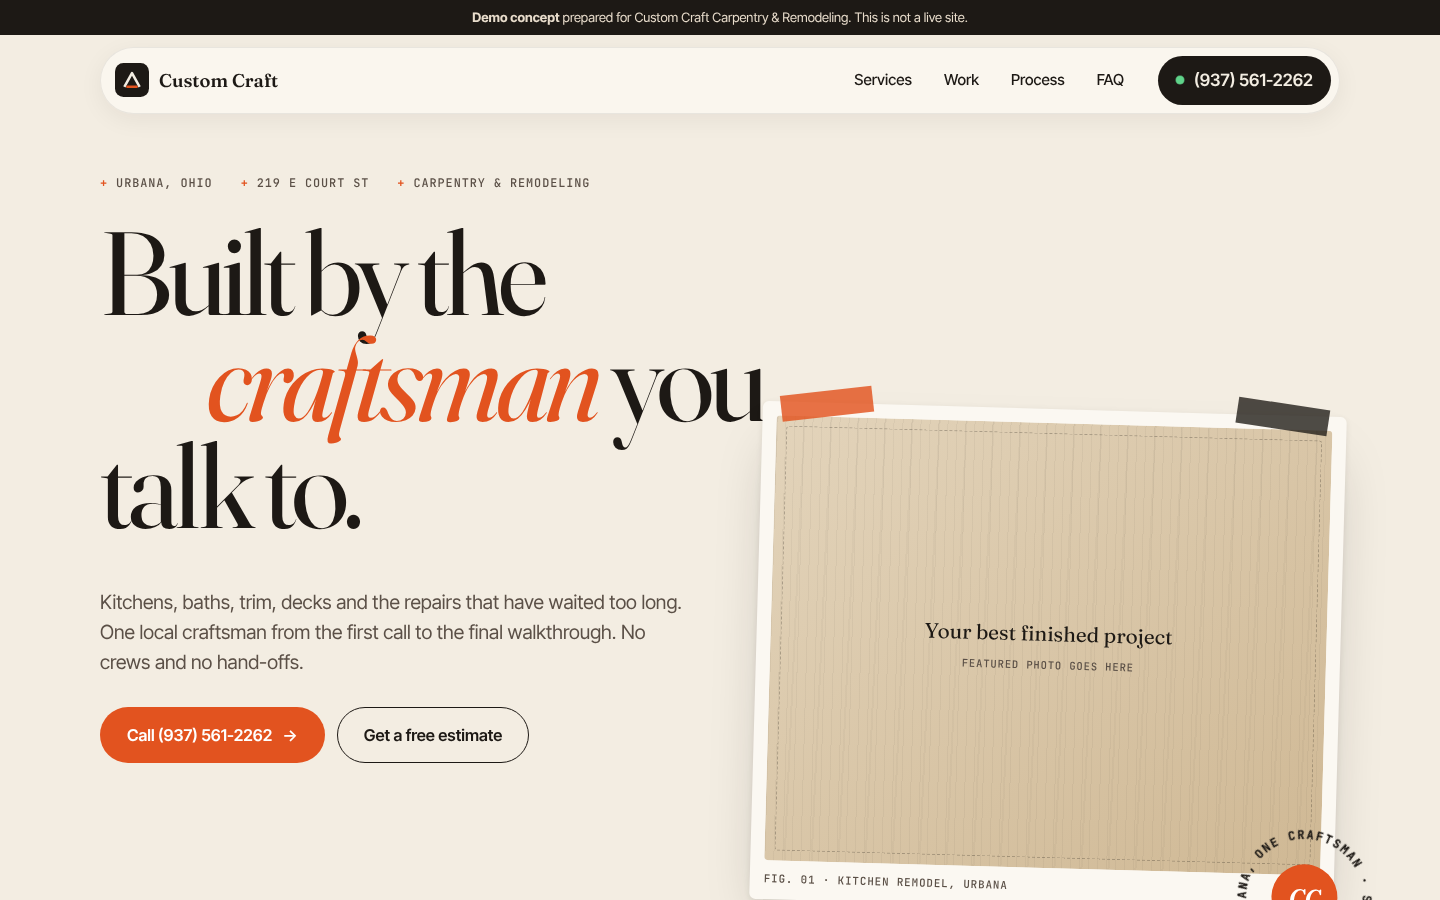 Demo concept prepared for Custom Craft Carpentry & Remodeling. This is not a live site.
Custom Craft
Services
Work
Process
FAQ
(937) 561-2262
+ URBANA, OHIO + 219 E COURT ST + CARPENTRY & REMODELING
Built by the
craftsman you
talk to.
Kitchens, baths, trim, decks and the repairs that have waited too long.
One local craftsman from the first call to the final walkthrough. No
crews and no hand-offs.
Call (937) 561-2262 →
Get a free estimate
Your best finished project
FEATURED PHOTO GOES HERE
FIG. 01 · KITCHEN REMODEL, URBANA
ONE CRAFTSMAN ·
CC